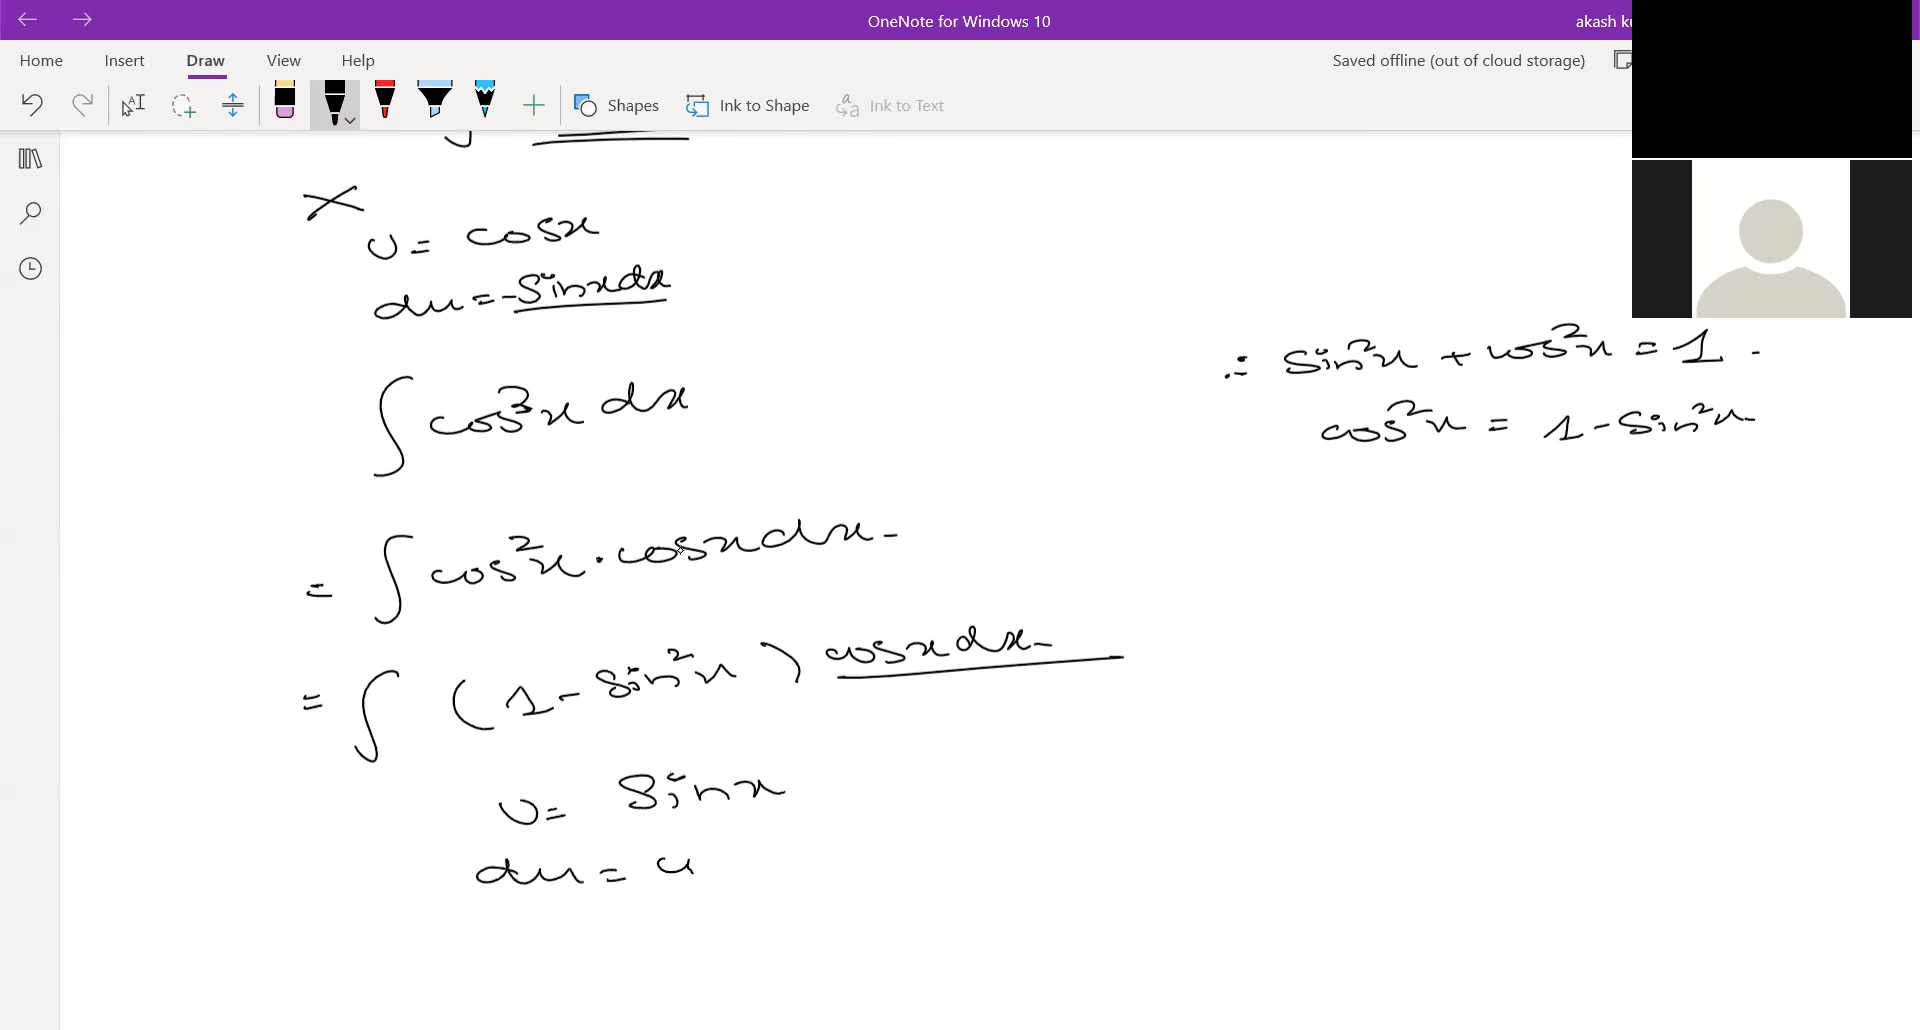 OneNote for Windows 10
akash ku
Home Insert Draw View Help
Saved offline (out of cloud storage)
Shapes Ink to Shape Ink to Text
u = cosx
du = -sinxdx
∫ cos³x dx
∴ sin²x + cos²x = 1 .
cos²x = 1 - sin²x
= ∫ cos²x · cosxdx
= ∫ ( 1 - sin²x ) cosxdx
u = sinx
du =